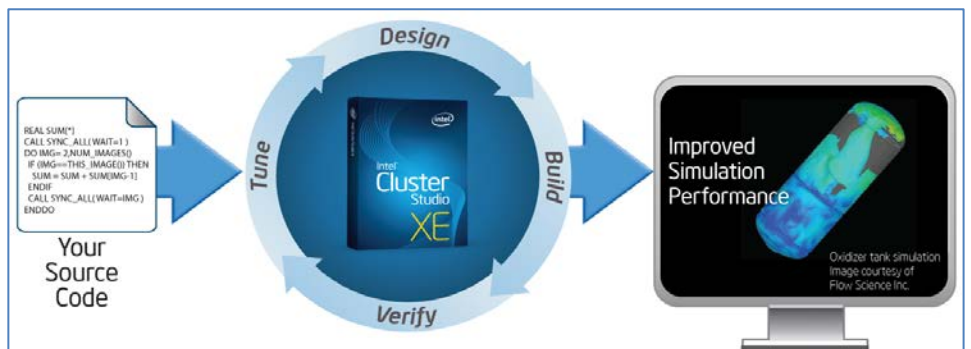 REAL SUM[*]
CALL SYNC_ALL( WAIT=1 )
DO IMG= 2,NUM_IMAGES()
IF (IMG==THIS_IMAGE()) THEN
SUM = SUM + SUM[IMG-1]
ENDIF
CALL SYNC_ALL( WAIT=IMG )
ENDDO
Your
Source
Code
Design
Build
Verify
Tune
intel
Intel
Cluster
Studio
XE
Improved
Simulation
Performance
Oxidizer tank simulation
Image courtesy of
Flow Science Inc.